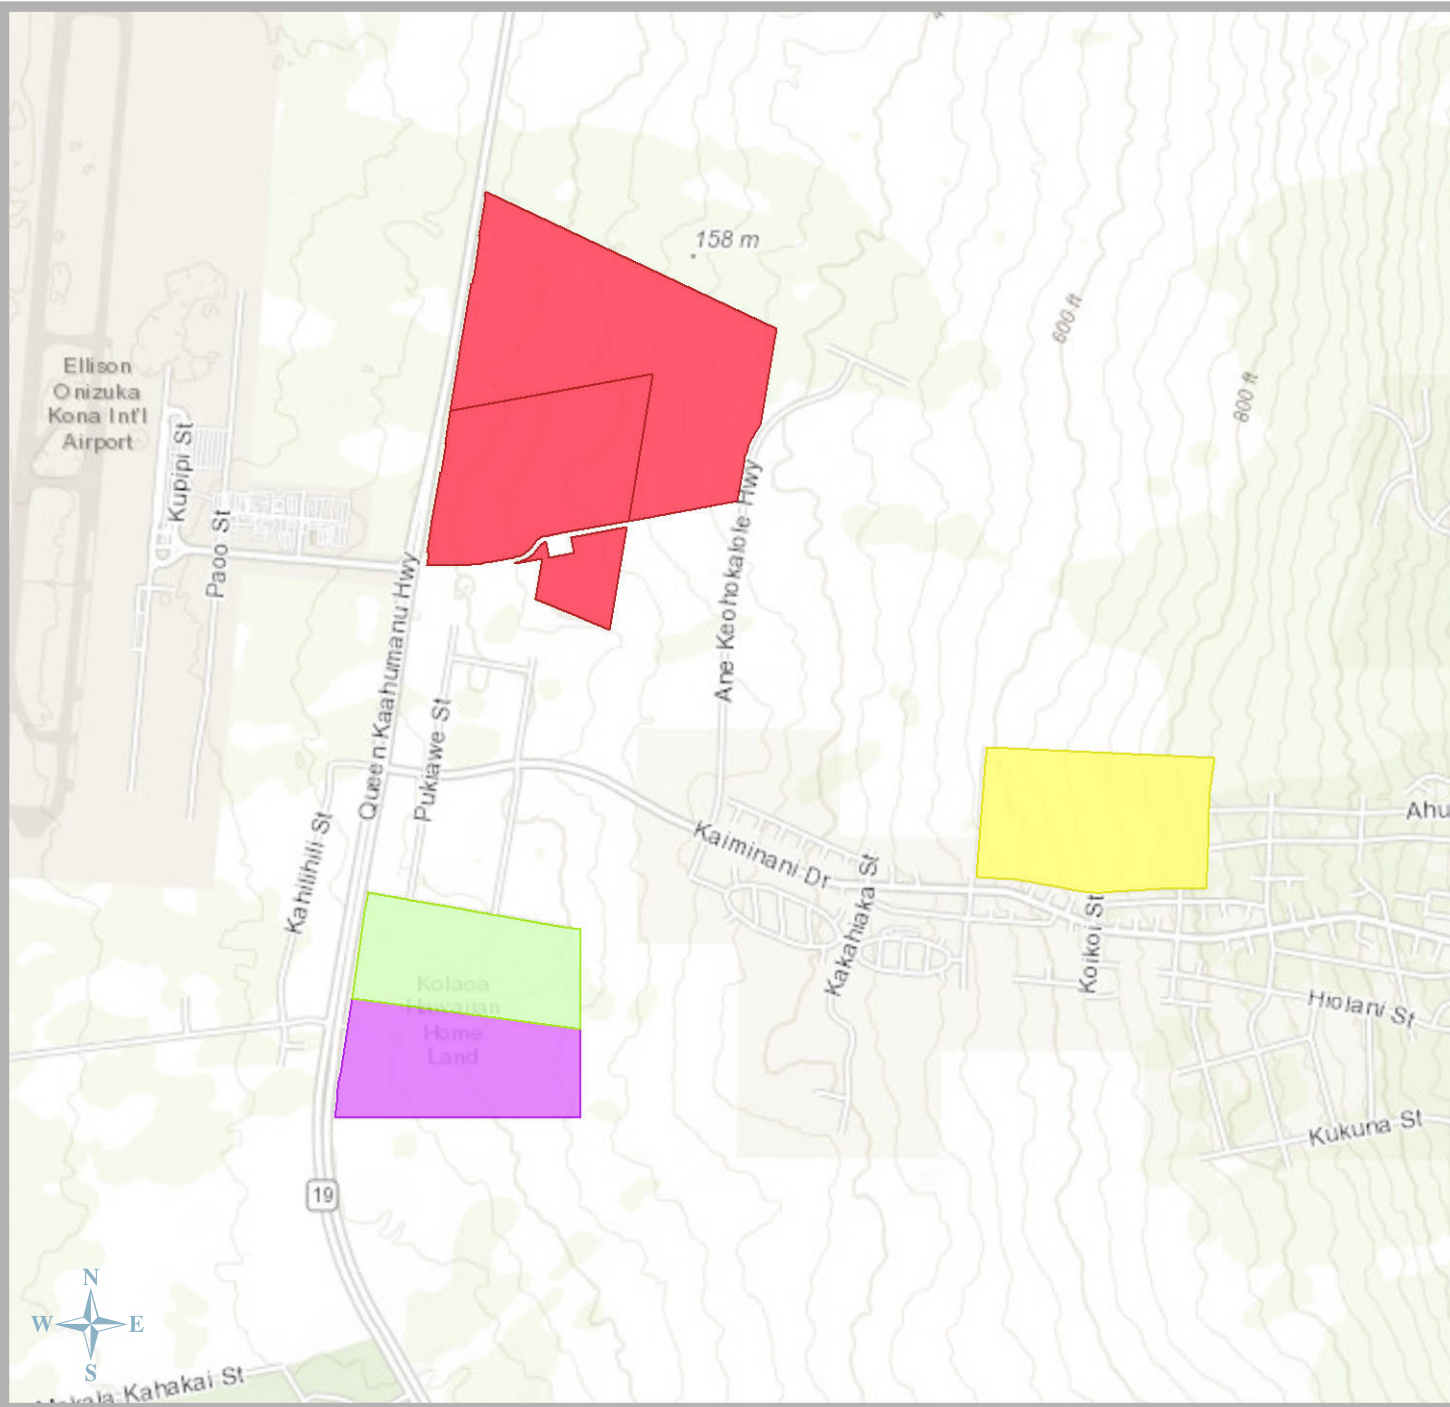 158 m
600 ft
800 ft
Ellison
Onizuka
Kona Int'l
Airport
Kupipi St
Paoo St
Queen Kaahumanu Hwy
Ane Keohokalole Hwy
Pukiawe St
Kahilihili St
Kaiminani Dr
Kakahiaka St
Koikoi St
Ahu
Hiolani St
Kukuna St
Kolaoa
Hawaiian
Home
Land
19
N
W E
S
Makala Kahakai St